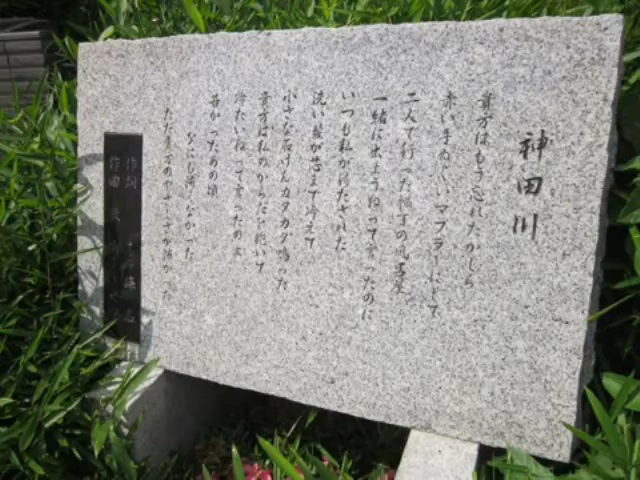 神田川
貴方はもう忘れたかしら
赤い手ぬぐいマフラーにして
二人で行った横丁の風呂屋
一緒に出ようねって言ったのに
いつも私が待たされた
洗い髪が芯まで冷えて
小さな石けんカタカタ鳴った
貴方は私のからだを抱いて
冷たいねって言ったのよ
若かったあの頃
なにも怖くなかった
ただ貴方のやさしさが怖かった
作詞
作曲